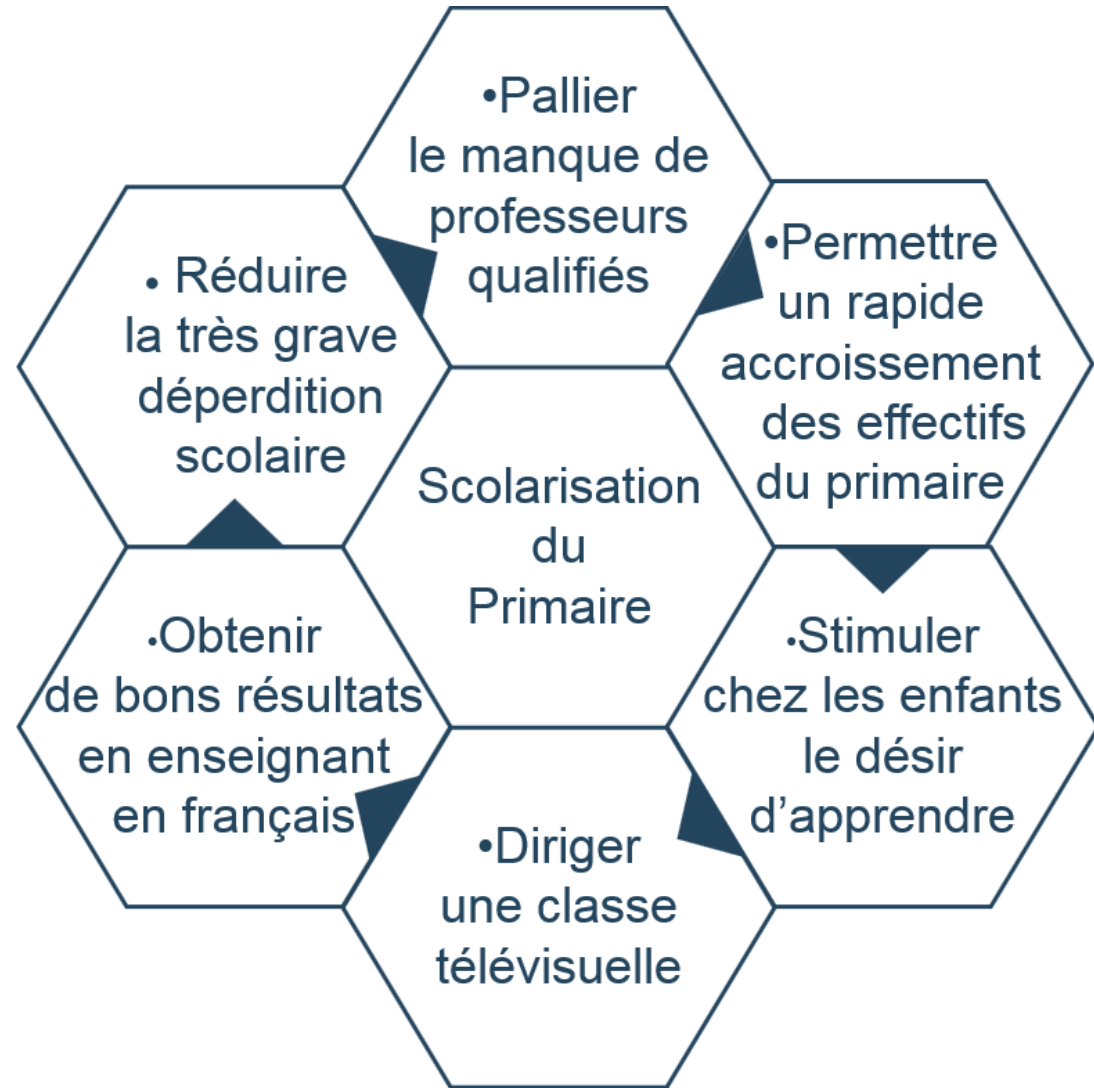 •Pallier
le manque de
professeurs
qualifiés
•Permettre
un rapide
accroissement
des effectifs
du primaire
• Réduire
la très grave
déperdition
scolaire
Scolarisation
du
Primaire
•Obtenir
de bons résultats
en enseignant
en français
•Stimuler
chez les enfants
le désir
d’apprendre
•Diriger
une classe
télévisuelle